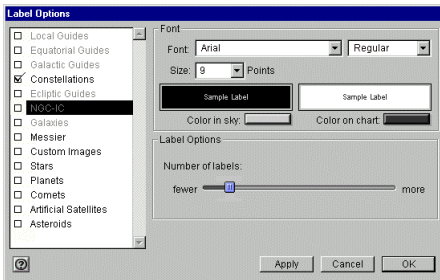 Label Options
Local Guides
Equatorial Guides
Galactic Guides
Constellations
Ecliptic Guides
NGC-IC
Galaxies
Messier
Custom Images
Stars
Planets
Comets
Artificial Satellites
Asteroids
Font
Font: Arial Regular
Size: 9 Points
Sample Label Sample Label
Color in sky: Color on chart:
Label Options
Number of labels:
fewer more
? Apply Cancel OK